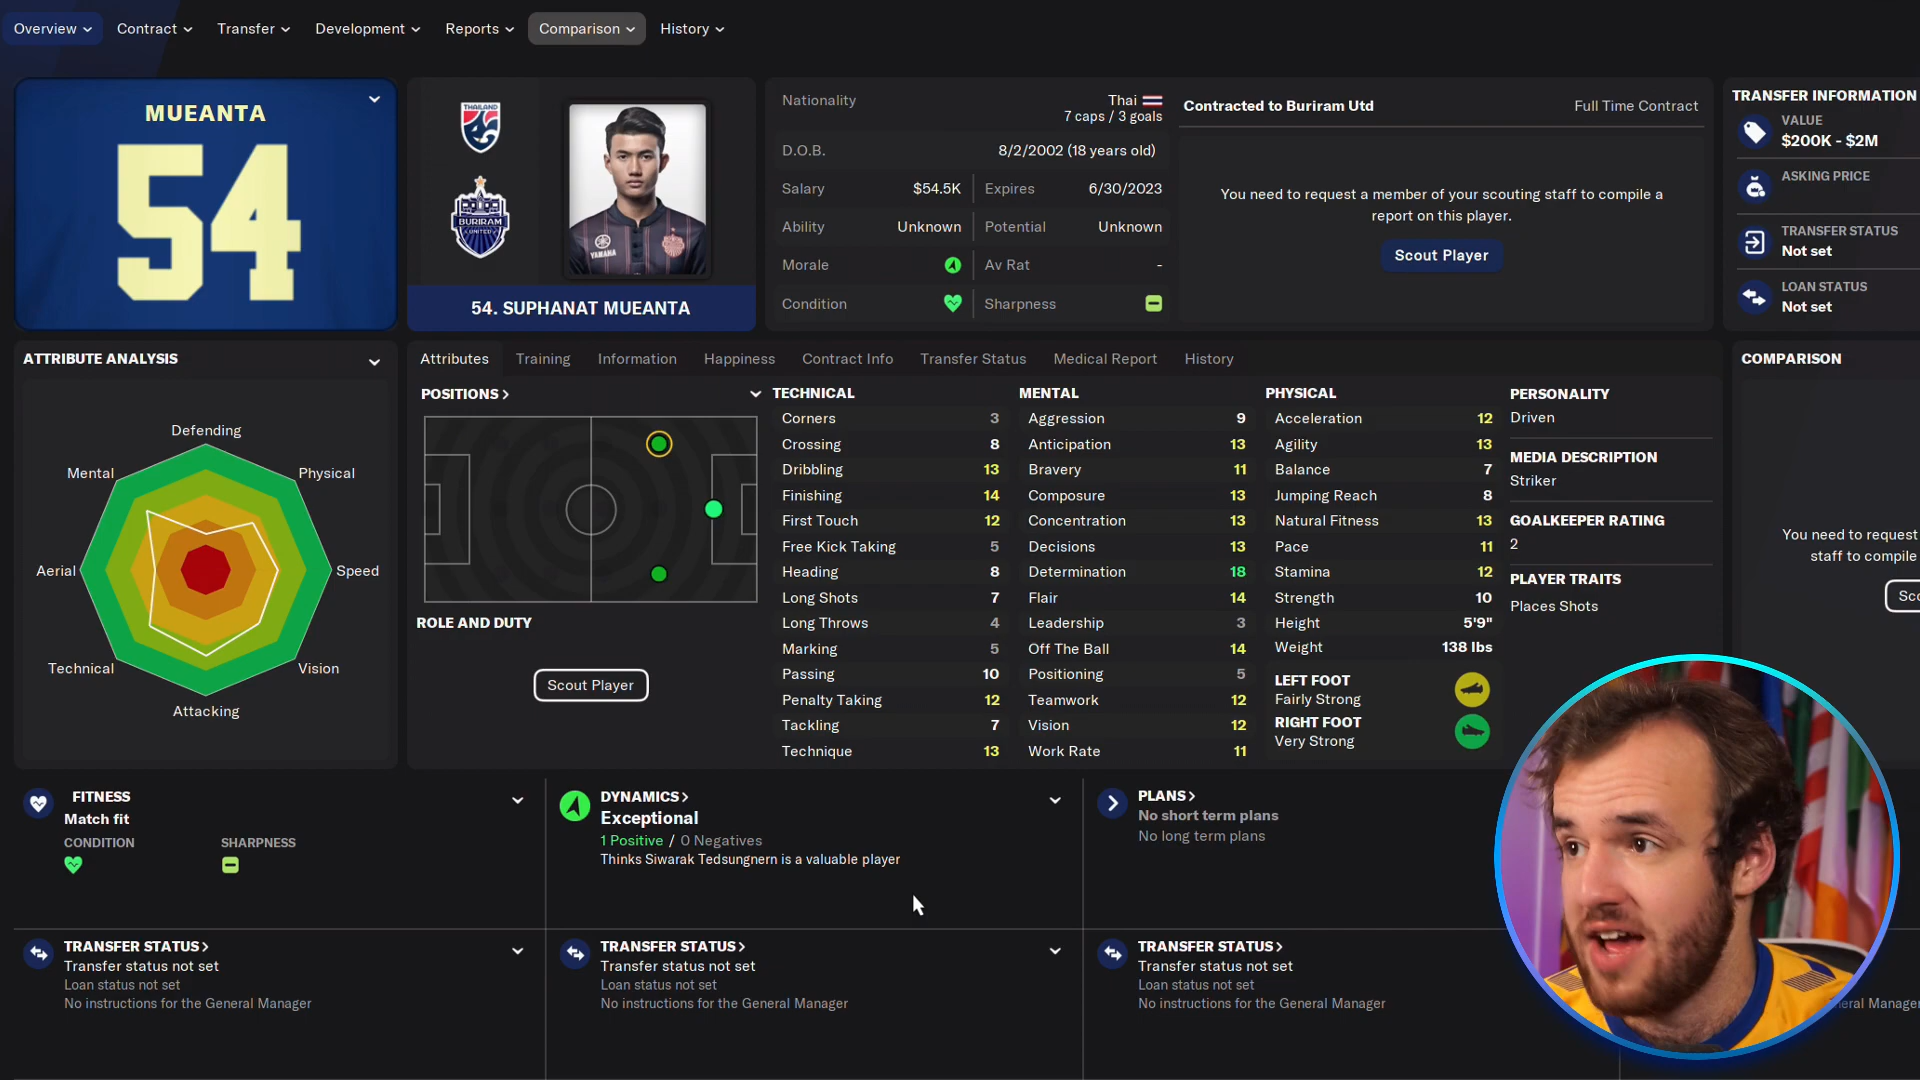 Overview
Contract
Transfer
Development
Reports
Comparison
History
MUEANTA
54
THAILAND
BURIRAM
UNITED
YAMAHA
54. SUPHANAT MUEANTA
Nationality Thai
7 caps / 3 goals
D.O.B. 8/2/2002 (18 years old)
Salary $54.5K Expires 6/30/2023
Ability Unknown Potential Unknown
Morale Av Rat -
Condition Sharpness
Contracted to Buriram Utd Full Time Contract
You need to request a member of your scouting staff to compile a
report on this player.
Scout Player
TRANSFER INFORMATION
VALUE
$200K - $2M
ASKING PRICE
TRANSFER STATUS
Not set
LOAN STATUS
Not set
ATTRIBUTE ANALYSIS
Defending
Physical
Speed
Vision
Attacking
Technical
Aerial
Mental
Attributes
Training
Information
Happiness
Contract Info
Transfer Status
Medical Report
History
POSITIONS >
ROLE AND DUTY
Scout Player
TECHNICAL
Corners 3
Crossing 8
Dribbling 13
Finishing 14
First Touch 12
Free Kick Taking 5
Heading 8
Long Shots 7
Long Throws 4
Marking 5
Passing 10
Penalty Taking 12
Tackling 7
Technique 13
MENTAL
Aggression 9
Anticipation 13
Bravery 11
Composure 13
Concentration 13
Decisions 13
Determination 18
Flair 14
Leadership 3
Off The Ball 14
Positioning 5
Teamwork 12
Vision 12
Work Rate 11
PHYSICAL
Acceleration 12
Agility 13
Balance 7
Jumping Reach 8
Natural Fitness 13
Pace 11
Stamina 12
Strength 10
Height 5'9"
Weight 138 lbs
LEFT FOOT
Fairly Strong
RIGHT FOOT
Very Strong
PERSONALITY
Driven
MEDIA DESCRIPTION
Striker
GOALKEEPER RATING
2
PLAYER TRAITS
Places Shots
COMPARISON
You need to request
staff to compile
Sco
FITNESS
Match fit
CONDITION SHARPNESS
DYNAMICS >
Exceptional
1 Positive / 0 Negatives
Thinks Siwarak Tedsungnern is a valuable player
PLANS >
No short term plans
No long term plans
TRANSFER STATUS >
Transfer status not set
Loan status not set
No instructions for the General Manager
TRANSFER STATUS >
Transfer status not set
Loan status not set
No instructions for the General Manager
TRANSFER STATUS >
Transfer status not set
Loan status not set
No instructions for the General Manager
neral Manager